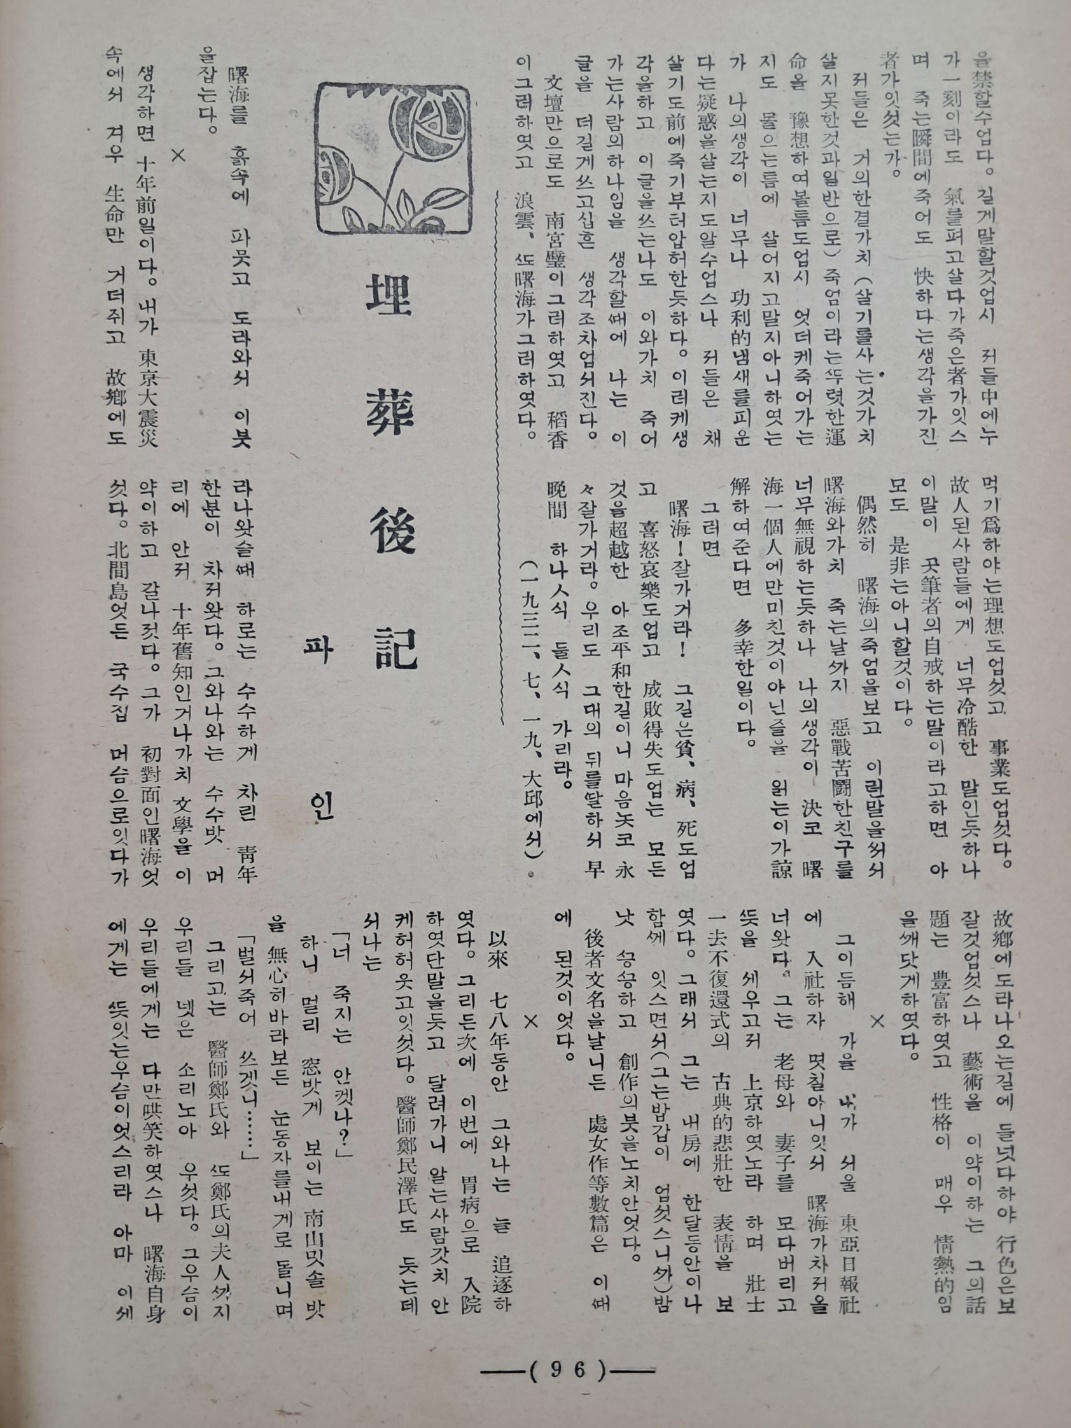 을禁할수업다。길게말할것업시 저들中에누
가一刻이라도 氣를펴고살다가죽은者가잇스
며 죽는瞬間에죽어도 快하다는생각을가진
者가잇섯는가。
저들은 거의한결가치(살기를사는것가치
살지못한것과일반으로)죽엄이라는뚜렷한運
命을 豫想하여볼틈도업시 엇더케죽어가는
지도 몰으는틈에 살어지고말지아니하엿는
가 나의생각이 너무나 功利的냄새를피운
다는疑惑을살는지도알수업스나 저들은 채
살기도前에죽기부터압허한듯하다。이러케생
각을하고 이글을쓰는나도 이와가치 죽어
가는사람의하나임을 생각할때에 나는 이
글을 더길게쓰고십흔 생각조차업서진다。
文壇만으로도 南宮璧이그러하엿고 稻香
이그러하엿고 浪雲、또曙海가그러하엿다。
먹기爲하야는理想도업섯고 事業도업섯다。
故人된사람들에게 너무冷酷한 말인듯하나
이말이 곳筆者의自戒하는말이라고하면 아
모도 是非는아니할것이다。
偶然히 曙海의죽엄을보고 이런말을써서
曙海와가치 죽는날까지 惡戰苦鬪한친구를
너무無視하는듯하나 나의생각이 決코 曙
海一個人에만미친것이아닌줄을 읽는이가諒
解하여준다면 多幸한일이다。
그러면
曙海!잘가거라! 그길은貧、病、死도업
고 喜怒哀樂도업고 成敗得失도업는 모든
것을超越한 아조平和한길이니 마음노코 永
々잘가거라。우리도 그대의 뒤를딸하서 早
晩間 하나식 둘식 가리라。
(一九三二、七、一九、大邱에서)。
埋葬後記
파인
曙海를 흙속에 파뭇고 도라와서 이붓
을잡는다。
×
생각하면 十年前일이다。내가 東京大震災
속에서 겨우 生命만 거더쥐고 故鄕에도
라나왓슬때 하로는 수수하게 차린 靑年
한분이 차저왓다。그와나와는 수수밧 머
리에 안저 十年舊知인거나가치 文學을 이
약이하고 갈나젓다。그가 初對面인曙海엿
섯다。北間島엇든 국수집 머슴으로잇다가
故鄕에도라나오는길에 들넛다하야 行色은보
잘것업섯스나 藝術을 이약이하는 그의話
題는 豊富하엿고 性格이 매우 情熱的임
을깨닷게하엿다。
×
그이듬해 가을 내가 서울 東亞日報社
에 入社하자 몃칠아니잇서 曙海가차저올
너왓다。그는 老母와 妻子를 모다버리고
뜻을 세우고저 上京하엿노라 하며 壯士
一去不復還式의 古典的悲壯한 表情을 보
엿다。그래서 그는 내房에 한달동안이나
함께 잇스면서(그는밥갑이 업섯스니까)밤
낫 싱싱하고 創作의붓을노치안엇다。
後者文名을날니든 處女作等數篇은 이때
에 된것이엇다。
×
以來 七八年동안 그와나는 늘 追逐하
엿다。그리든次에 이번에 胃病으로 入院
하엿단말을듯고 달려가니 알는사람갓치 안
케허허웃고잇섯다。醫師鄭民澤氏도 듯는데
서나는
「너 죽지는 안켓나?」
하니 멀리 窓밧게 보이는 南山밋솔 밧
을 無心히바라보든 눈동자를내게로 돌니며
「벌서죽어 쓰겟니……」
그리고는 醫師鄭氏와 또鄭氏의夫人까지
우리들 넷은 소리노아 우섯다。그우슴이
우리들에게는 다만哄笑하엿스나 曙海自身
에게는 뜻잇는우슴이엇스리라 아마 이세
(96)